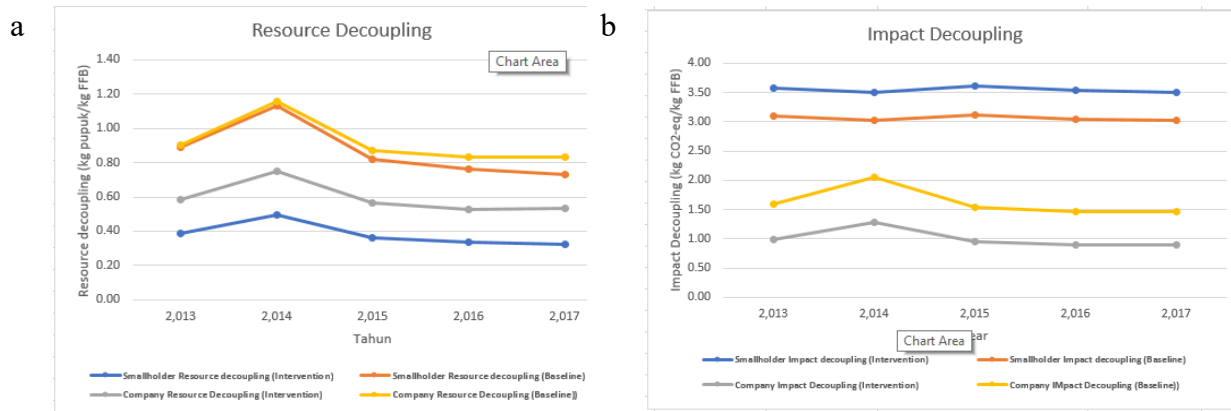 a
Resource Decoupling
Chart Area
Resource decoupling (kg pupuk/kg FFB)
1.40
1.20
1.00
0.80
0.60
0.40
0.20
0.00
2,013 2,014 2,015 2,016 2,017
Tahun
Smallholder Resource decoupling (Intervention) Smallholder Resource decoupling (Baseline)
Company Resource Decoupling (Intervention) Company Resource Decoupling (Baseline))
b
Impact Decoupling
Impact Decoupling (kg CO2-eq/kg FFB)
4.00
3.50
3.00
2.50
2.00
1.50
1.00
0.50
0.00
2,013 2,014 2,015 2,016 2,017
Chart Area ear
Smallholder Impact decoupling (Intervention) Smallholder Impact decoupling (Baseline)
Company Impact Decoupling (Intervention) Company IMpact Decoupling (Baseline))